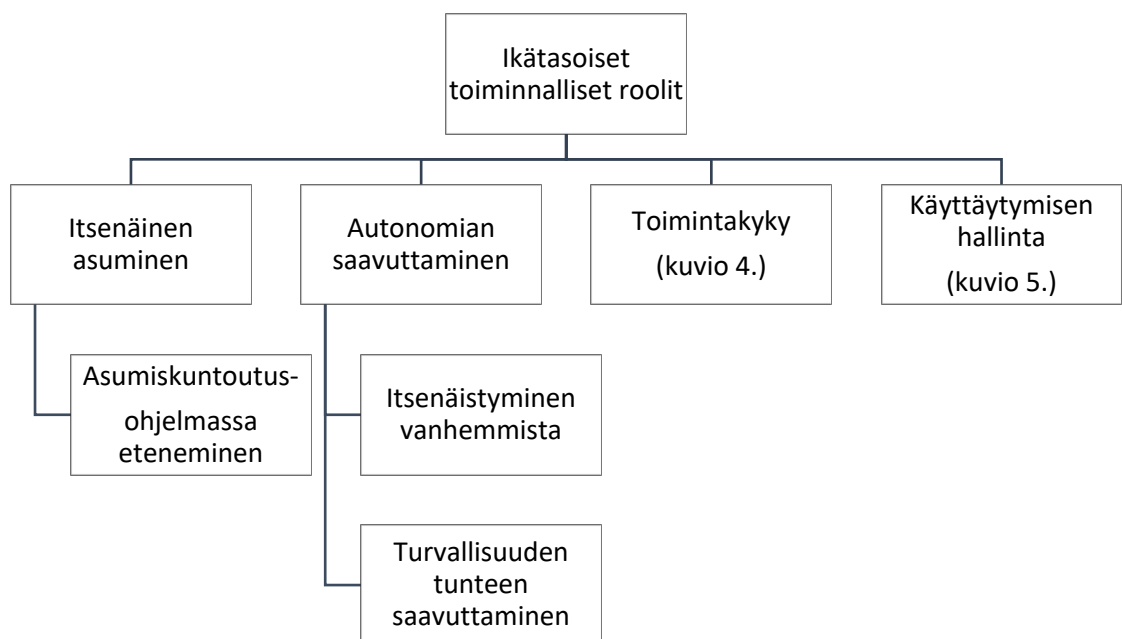 Ikätasoiset
toiminnalliset roolit
Itsenäinen
asuminen
Autonomian
saavuttaminen
Toimintakyky
(kuvio 4.)
Käyttäytymisen
hallinta
(kuvio 5.)
Asumiskuntoutus-
ohjelmassa
eteneminen
Itsenäistyminen
vanhemmista
Turvallisuuden
tunteen
saavuttaminen